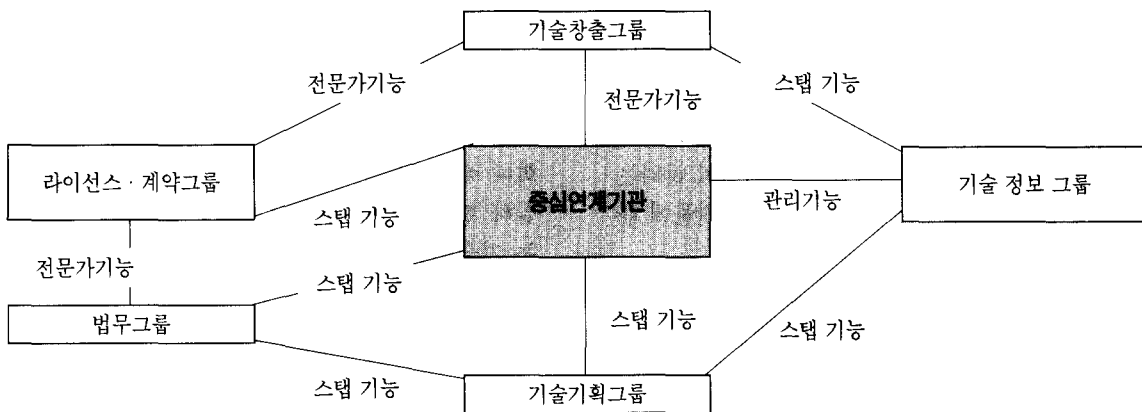 기술창출그룹
전문가기능
스탭 기능
전문가기능
라이선스 · 계약그룹
중심연계기관
기술 정보 그룹
관리기능
스탭 기능
전문가기능
스탭 기능
법무그룹
스탭 기능
스탭 기능
스탭 기능
기술기획그룹